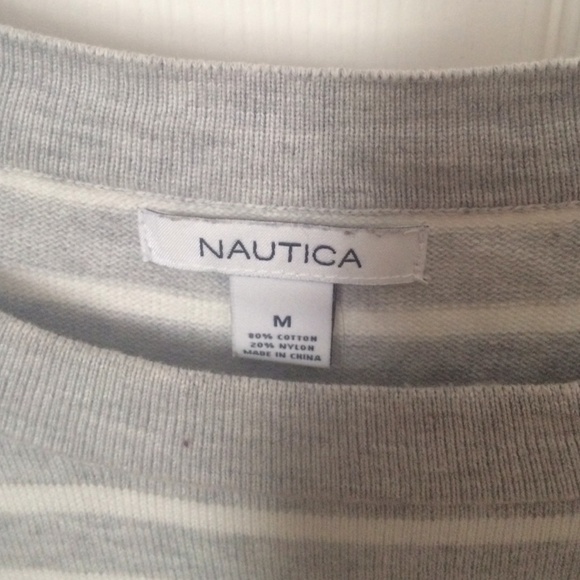 NAUTICA
M
80% COTTON
20% NYLON
MADE IN CHINA